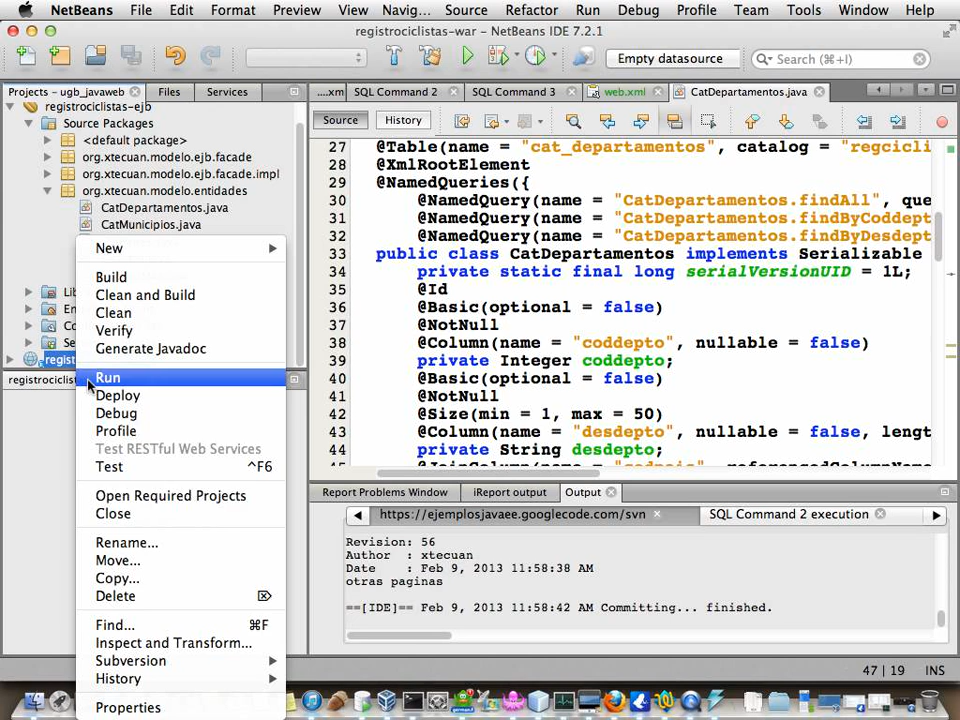 NetBeans File Edit Format Preview View Navig... Source Refactor Run Debug Profile Team Tools Window Help
registrociclistas-war - NetBeans IDE 7.2.1
Empty datasource
Search (⌘+I)
Projects - ugb_javaweb Files Services
....xm SQL Command 2 SQL Command 3 web.xml CatDepartamentos.java
Source History
registrociclistas-ejb
Source Packages
<default package>
org.xtecuan.modelo.ejb.facade
org.xtecuan.modelo.ejb.facade.impl
org.xtecuan.modelo.entidades
CatDepartamentos.java
CatMunicipios.java
Lil
En
Co
Se
regist
registrociclist
New
Build
Clean and Build
Clean
Verify
Generate Javadoc
Run
Deploy
Debug
Profile
Test RESTful Web Services
Test ^F6
Open Required Projects
Close
Rename...
Move...
Copy...
Delete
Find... ⌘F
Inspect and Transform...
Subversion
History
Properties
27 @Table(name = "cat_departamentos", catalog = "regcicli
28 @XmlRootElement
29 @NamedQueries({
30 @NamedQuery(name = "CatDepartamentos.findAll", que
31 @NamedQuery(name = "CatDepartamentos.findByCoddept
32 @NamedQuery(name = "CatDepartamentos.findByDesdept
33 public class CatDepartamentos implements Serializable
34 private static final long serialVersionUID = 1L;
35 @Id
36 @Basic(optional = false)
37 @NotNull
38 @Column(name = "coddepto", nullable = false)
39 private Integer coddepto;
40 @Basic(optional = false)
41 @NotNull
42 @Size(min = 1, max = 50)
43 @Column(name = "desdepto", nullable = false, lengt
44 private String desdepto;
Report Problems Window iReport output Output
https://ejemplosjavaee.googlecode.com/svn SQL Command 2 execution
Revision: 56
Author : xtecuan
Date : Feb 9, 2013 11:58:38 AM
otras paginas
==[IDE]== Feb 9, 2013 11:58:42 AM Committing... finished.
47 | 19 INS